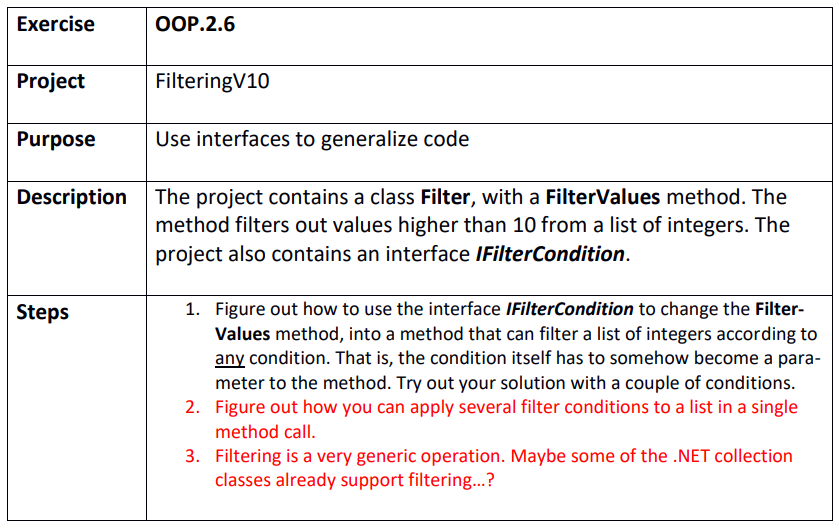 Exercise OOP.2.6
Project FilteringV10
Purpose Use interfaces to generalize code
Description The project contains a class Filter, with a FilterValues method. The
method filters out values higher than 10 from a list of integers. The
project also contains an interface IFilterCondition.
Steps 1. Figure out how to use the interface IFilterCondition to change the Filter-
Values method, into a method that can filter a list of integers according to
any condition. That is, the condition itself has to somehow become a para-
meter to the method. Try out your solution with a couple of conditions.
2. Figure out how you can apply several filter conditions to a list in a single
method call.
3. Filtering is a very generic operation. Maybe some of the .NET collection
classes already support filtering…?